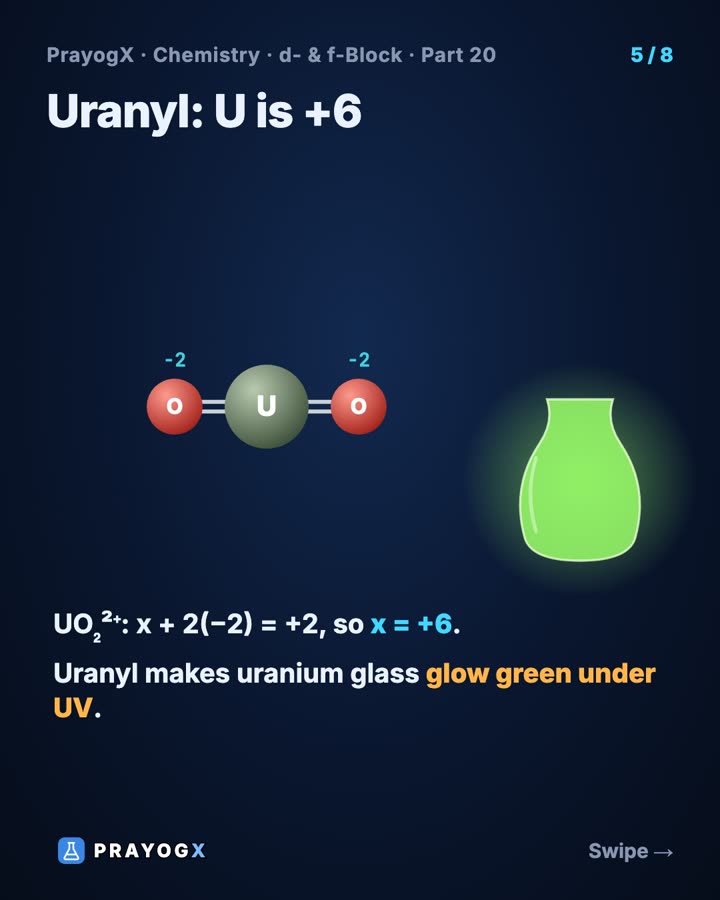 PrayogX · Chemistry · d- & f-Block · Part 20
5 / 8
Uranyl: U is +6
-2
-2
O
U
O
UO₂²⁺: x + 2(−2) = +2, so x = +6.
Uranyl makes uranium glass glow green under
UV.
PRAYOGX
Swipe →